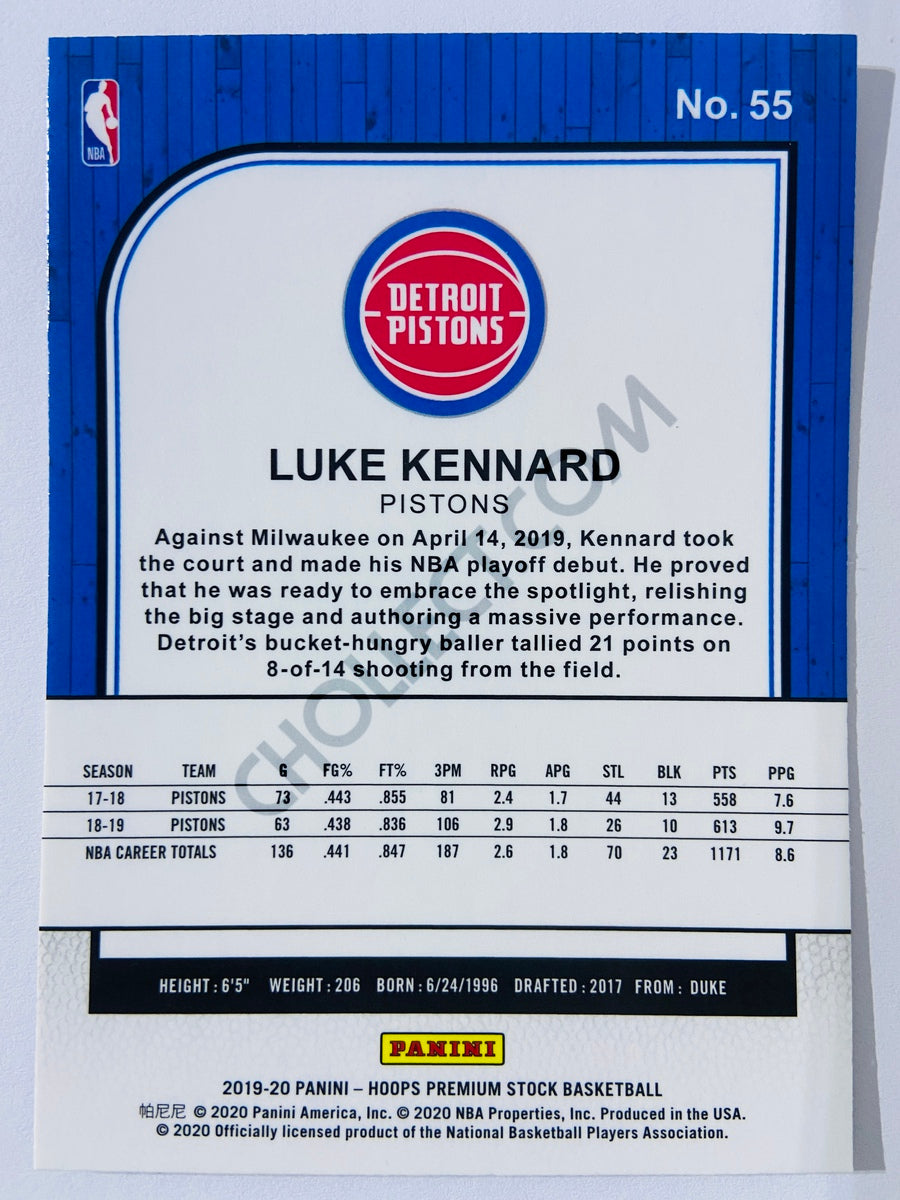 No. 55
NBA
DETROIT
PISTONS
LUKE KENNARD
PISTONS
Against Milwaukee on April 14, 2019, Kennard took
the court and made his NBA playoff debut. He proved
that he was ready to embrace the spotlight, relishing
the big stage and authoring a massive performance.
Detroit's bucket-hungry baller tallied 21 points on
8-of-14 shooting from the field.
CHOLLECT.COM
SEASON TEAM G FG% FT% 3PM RPG APG STL BLK PTS PPG
17-18 PISTONS 73 .443 .855 81 2.4 1.7 44 13 558 7.6
18-19 PISTONS 63 .438 .836 106 2.9 1.8 26 10 613 9.7
NBA CAREER TOTALS 136 .441 .847 187 2.6 1.8 70 23 1171 8.6
HEIGHT: 6'5" WEIGHT: 206 BORN: 6/24/1996 DRAFTED: 2017 FROM: DUKE
PANINI
2019-20 PANINI – HOOPS PREMIUM STOCK BASKETBALL
帕尼尼 © 2020 Panini America, Inc. © 2020 NBA Properties, Inc. Produced in the USA.
© 2020 Officially licensed product of the National Basketball Players Association.